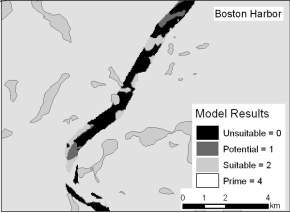 Boston Harbor
Model Results
Unsuitable = 0
Potential = 1
Suitable = 2
Prime = 4
0 1 2 4
km